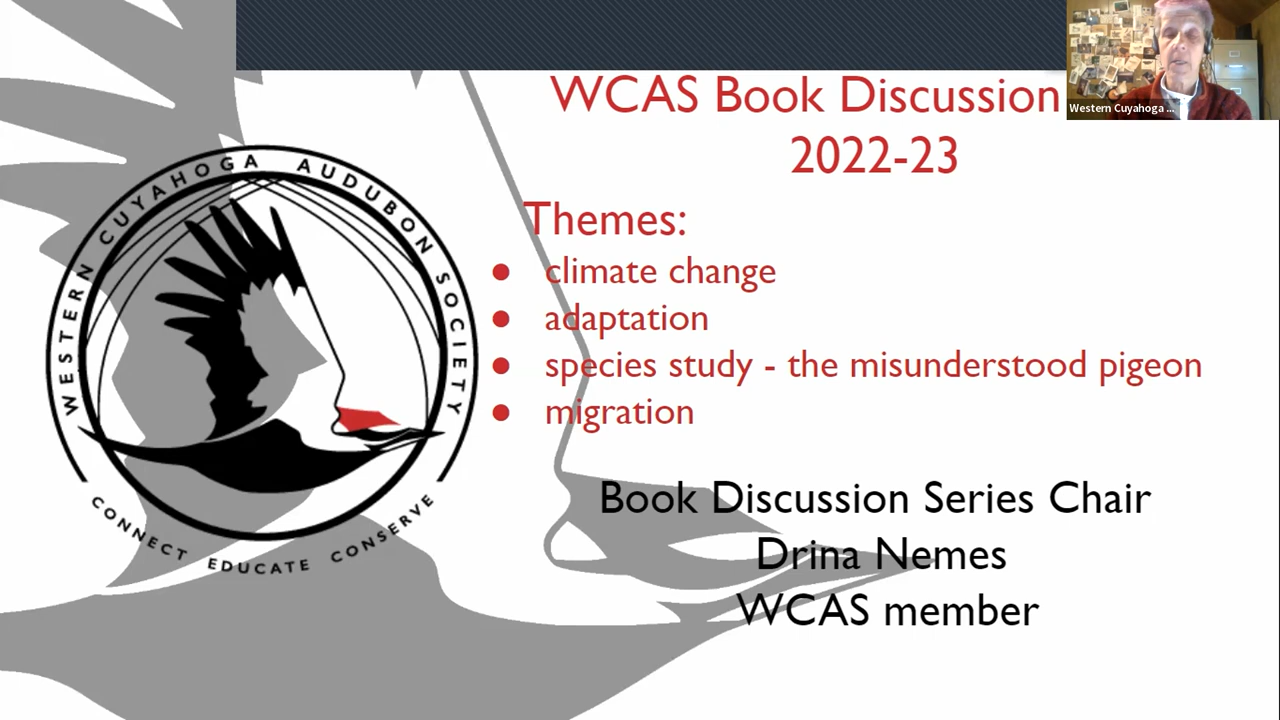 WCAS Book Discussion
2022-23
Western Cuyahoga ...
WESTERN CUYAHOGA AUDUBON SOCIETY
CONNECT EDUCATE CONSERVE
Themes:
● climate change
● adaptation
● species study - the misunderstood pigeon
● migration
Book Discussion Series Chair
Drina Nemes
WCAS member